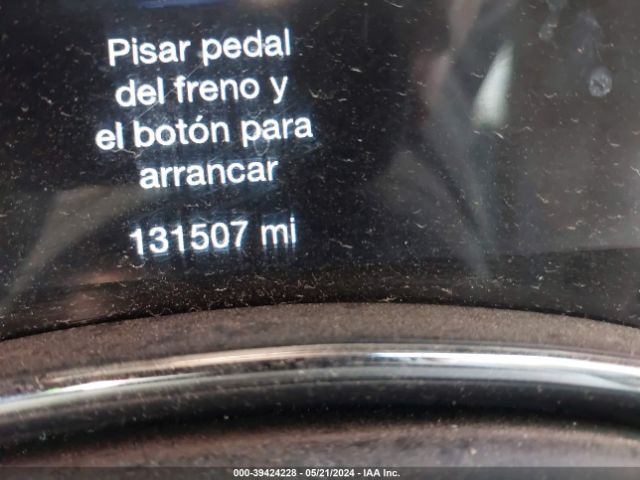 Pisar pedal
del freno y
el botón para
arrancar
131507 mi
000-39424228 - 05/21/2024 - IAA Inc.